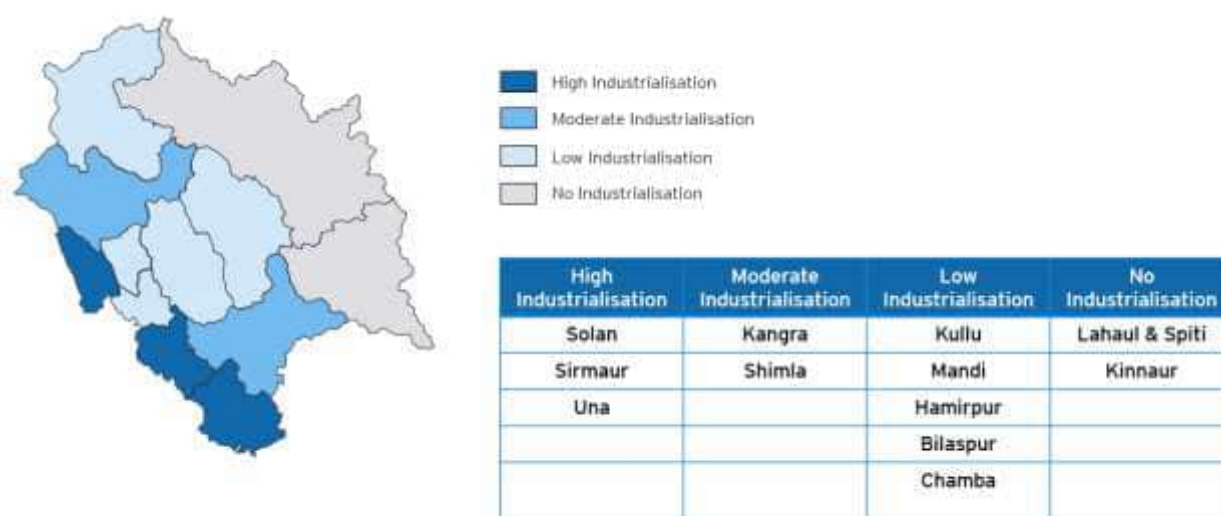 High Industrialisation
Moderate Industrialisation
Low Industrialisation
No Industrialisation
High Industrialisation Moderate Industrialisation Low Industrialisation No Industrialisation
Solan Kangra Kullu Lahaul & Spiti
Sirmaur Shimla Mandi Kinnaur
Una Hamirpur
Bilaspur
Chamba